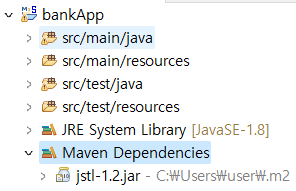 bankApp
src/main/java
src/main/resources
src/test/java
src/test/resources
JRE System Library [JavaSE-1.8]
Maven Dependencies
jstl-1.2.jar - C:₩Users₩user₩.m2